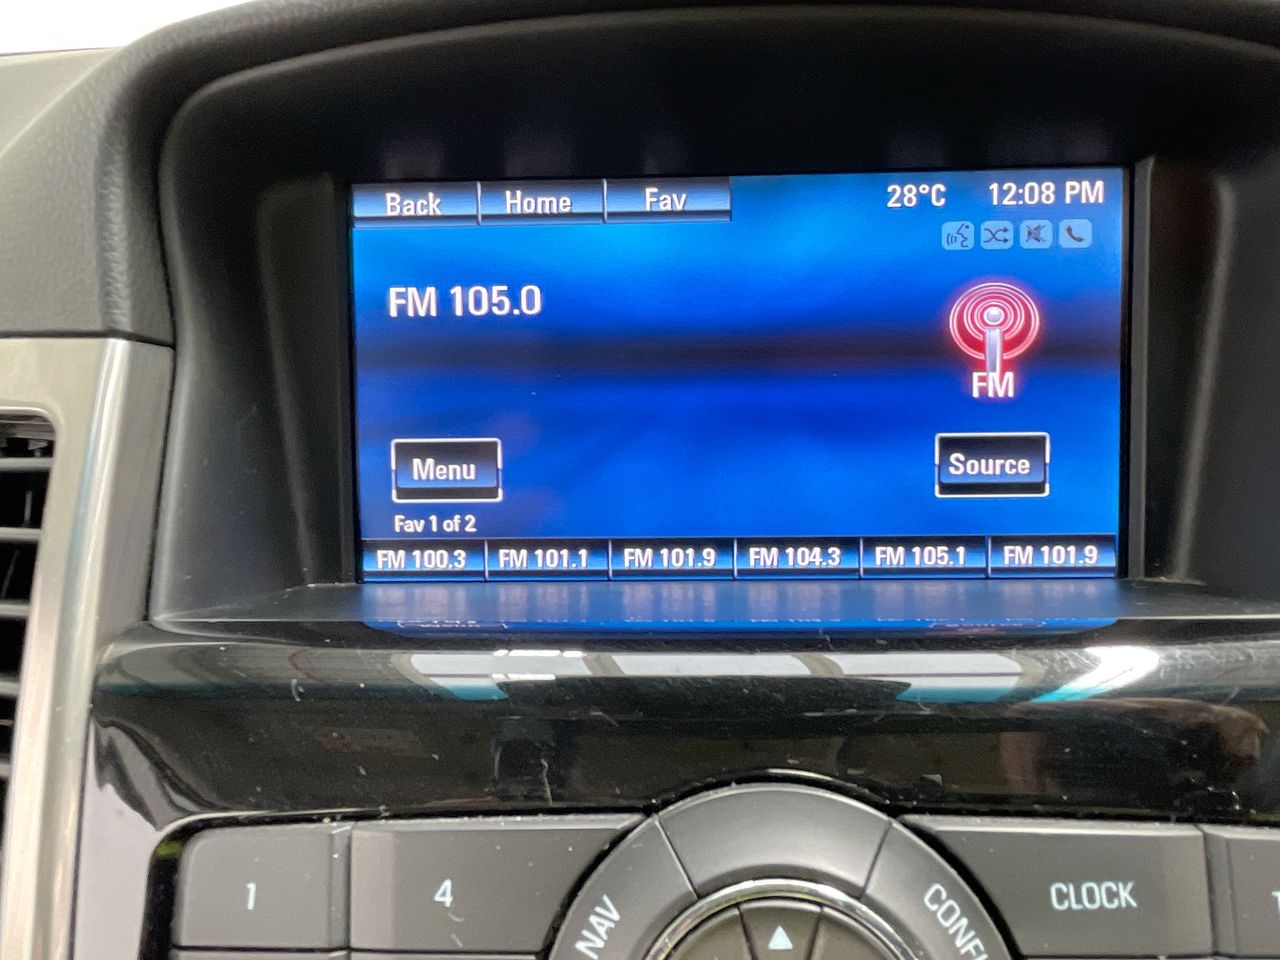 Back Home Fav 28°C 12:08 PM
FM 105.0
FM
Menu Source
Fav 1 of 2
FM 100.3 FM 101.1 FM 101.9 FM 104.3 FM 105.1 FM 101.9
1 4 CLOCK
NAV